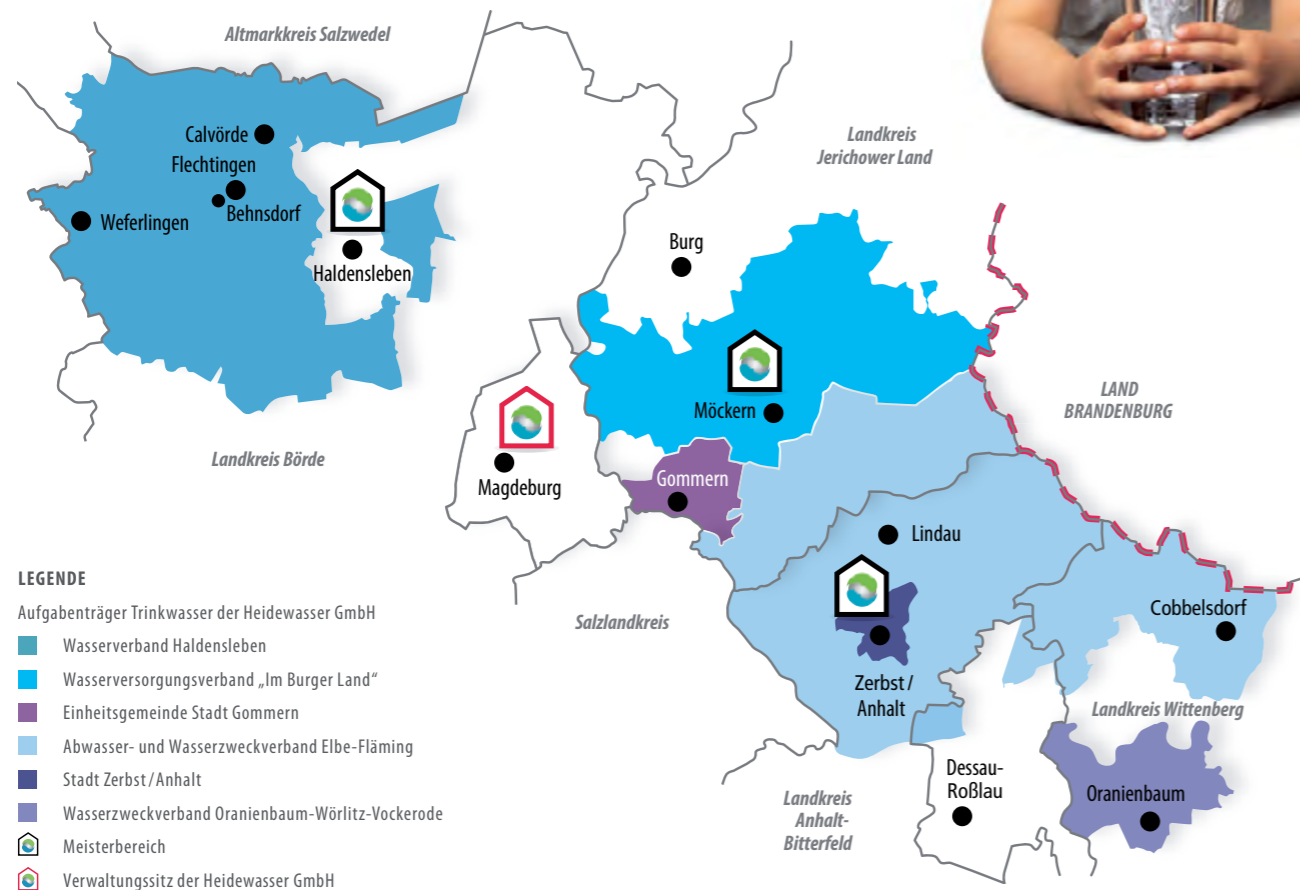 Altmarkkreis Salzwedel
Calvörde
Flechtingen
Behnsdorf
Weferlingen
Haldensleben
Landkreis
Jerichower Land
Burg
Möckern
LAND
BRANDENBURG
Landkreis Börde
Magdeburg
Gommern
Lindau
Salzlandkreis
Cobbelsdorf
Zerbst /
Anhalt
Landkreis Wittenberg
Dessau-
Roßlau
Oranienbaum
Landkreis
Anhalt-
Bitterfeld
LEGENDE
Aufgabenträger Trinkwasser der Heidewasser GmbH
Wasserverband Haldensleben
Wasserversorgungsverband „Im Burger Land“
Einheitsgemeinde Stadt Gommern
Abwasser- und Wasserzweckverband Elbe-Fläming
Stadt Zerbst / Anhalt
Wasserzweckverband Oranienbaum-Wörlitz-Vockerode
Meisterbereich
Verwaltungssitz der Heidewasser GmbH